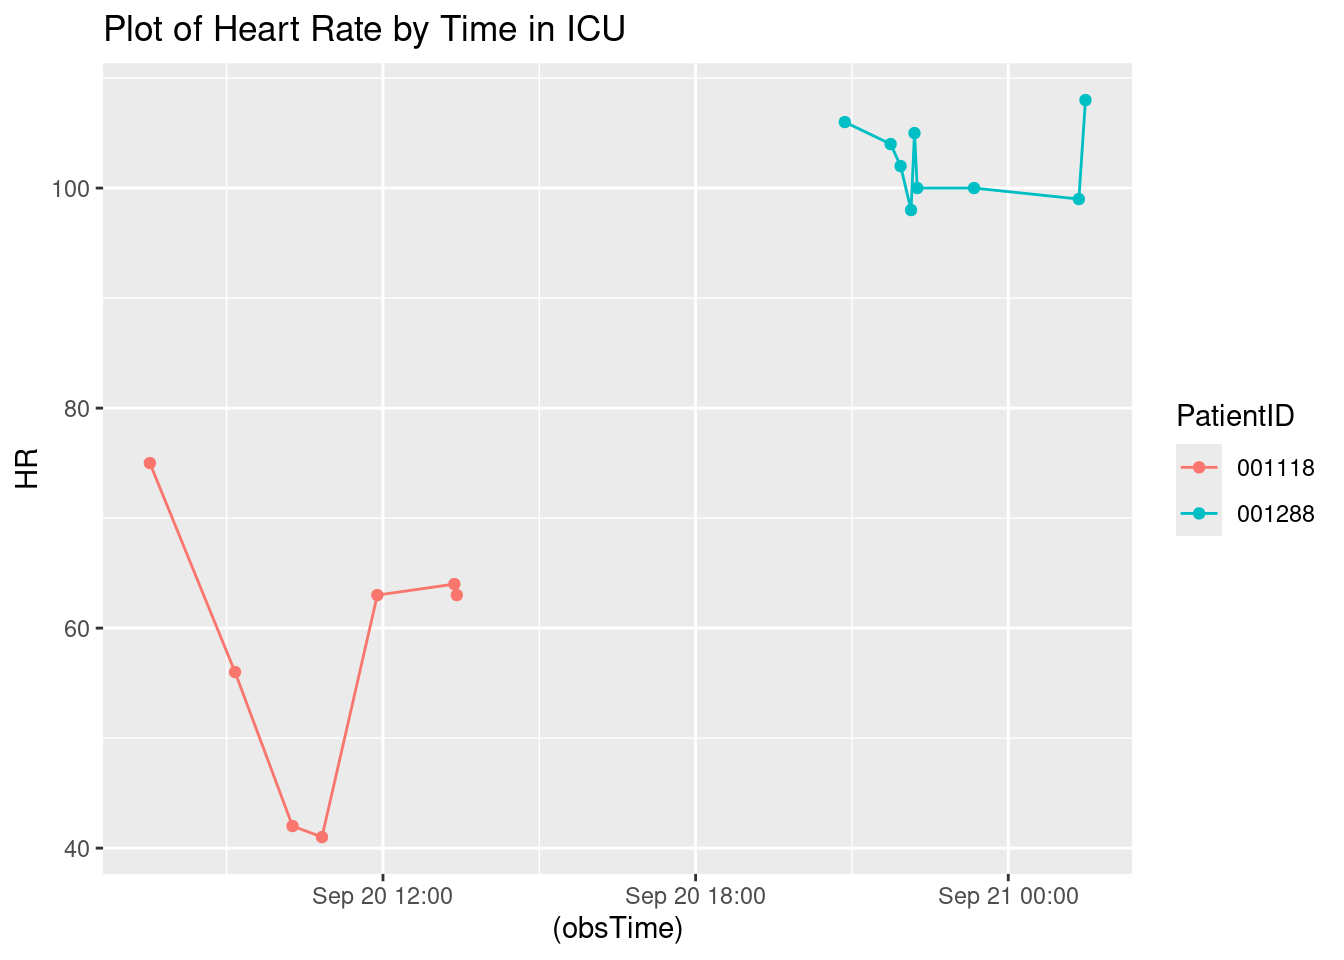 Plot of Heart Rate by Time in ICU
HR
100
80
60
40
Sep 20 12:00
Sep 20 18:00
Sep 21 00:00
(obsTime)
PatientID
001118
001288